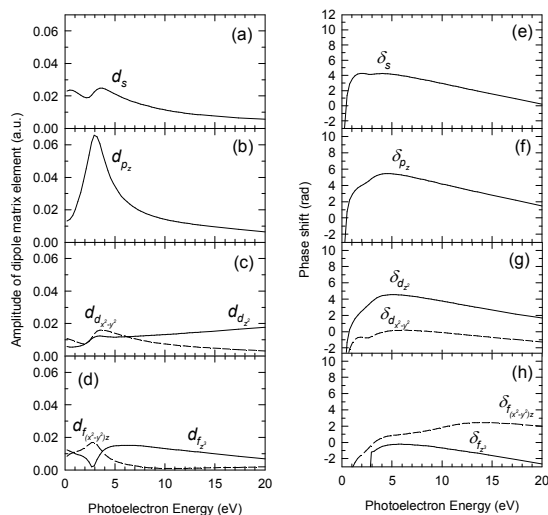 Amplitude of dipole matrix element (a.u.)
0.06
0.04
0.02
0.00
(a)
d_s
0.06
0.04
0.02
0.00
(b)
d_{p_z}
0.06
0.04
0.02
0.00
(c)
d_{d_{x²-y²}}
d_{d_{z²}}
0.06
0.04
0.02
0.00
(d)
d_{f_{(x²-y²)z}}
d_{f_{z³}}
0 5 10 15 20
Photoelectron Energy (eV)
Phase shift (rad)
12
10
8
6
4
2
0
-2
(e)
δ_s
8
6
4
2
0
-2
(f)
δ_{p_z}
8
6
4
2
0
-2
(g)
δ_{d_{z²}}
δ_{d_{x²-y²}}
8
6
4
2
0
-2
(h)
δ_{f_{(x²-y²)z}}
δ_{f_{z³}}
0 5 10 15 20
Photoelectron Energy (eV)